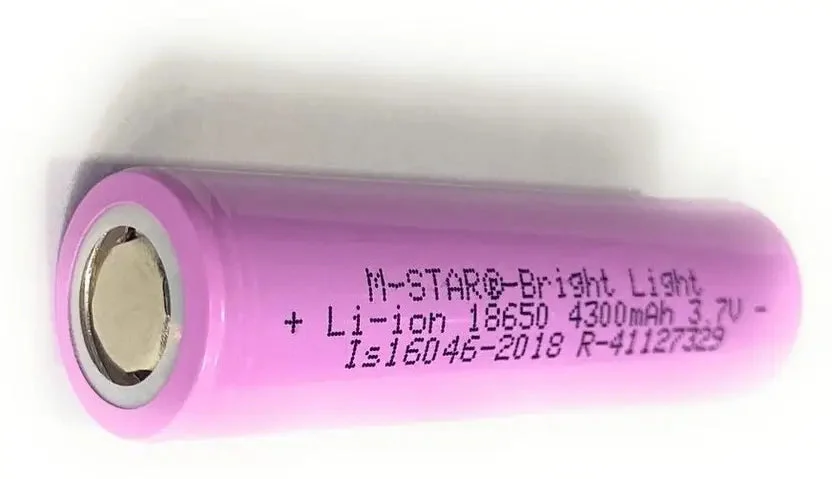 M-STAR®-Bright Light
+ Li-ion 18650 4300mAh 3.7V -
Is16046-2018 R-41127329